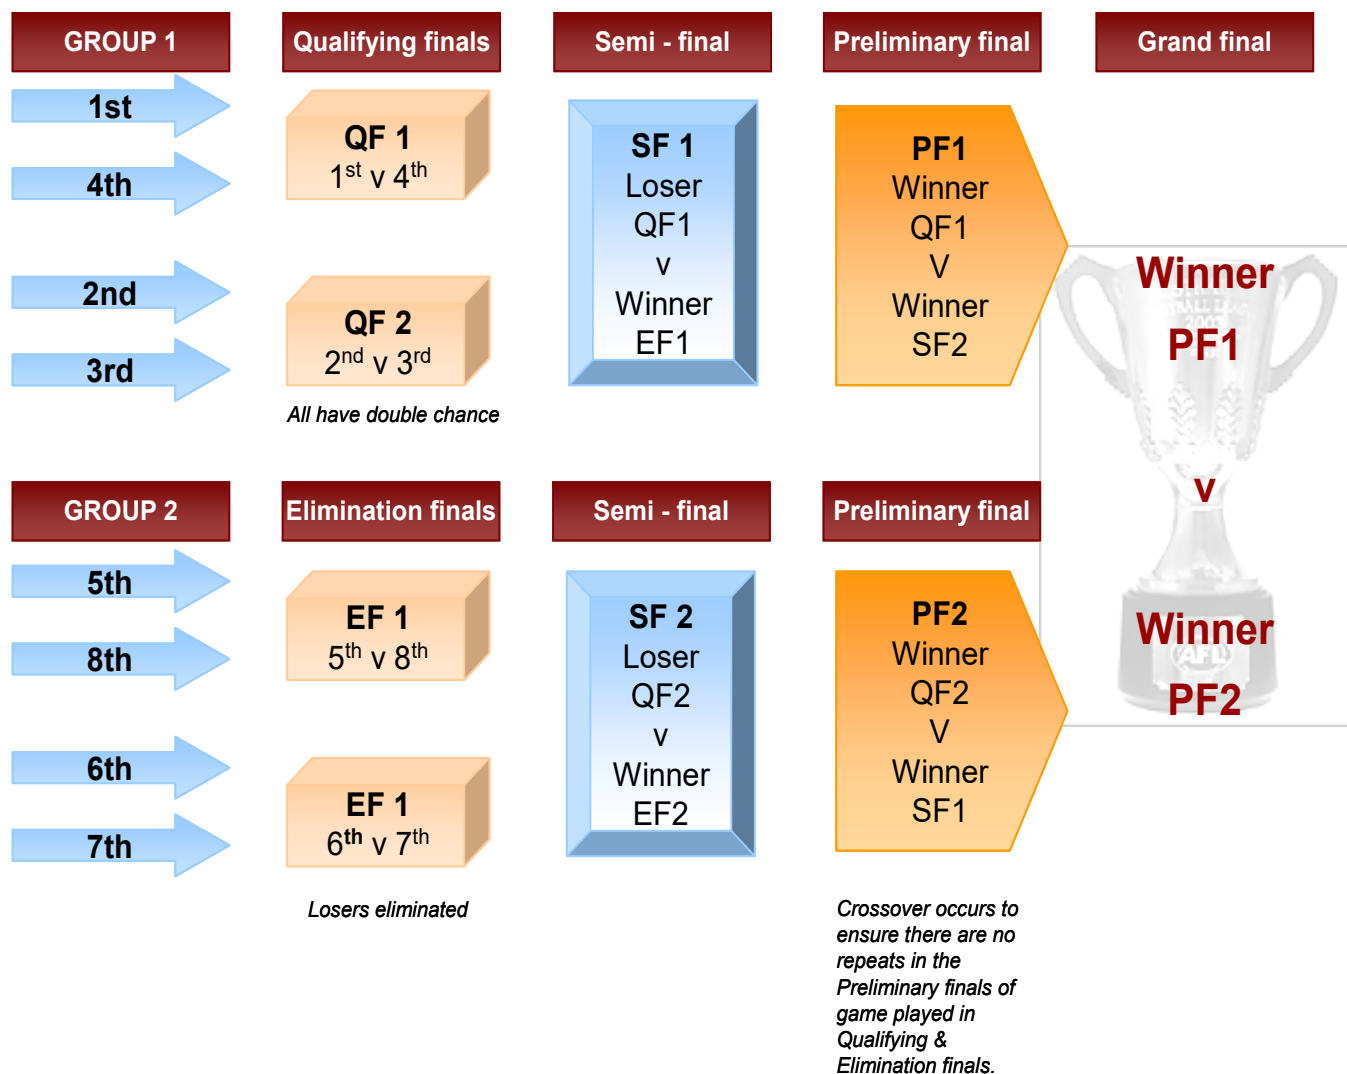 GROUP 1
Qualifying finals
Semi - final
Preliminary final
Grand final
1st
4th
2nd
3rd
QF 1
1st v 4th
QF 2
2nd v 3rd
All have double chance
SF 1
Loser
QF1
v
Winner
EF1
PF1
Winner
QF1
V
Winner
SF2
Winner
PF1
v
Winner
PF2
GROUP 2
Elimination finals
Semi - final
Preliminary final
5th
8th
6th
7th
EF 1
5th v 8th
EF 1
6th v 7th
Losers eliminated
SF 2
Loser
QF2
v
Winner
EF2
PF2
Winner
QF2
V
Winner
SF1
Crossover occurs to
ensure there are no
repeats in the
Preliminary finals of
game played in
Qualifying &
Elimination finals.
AFL